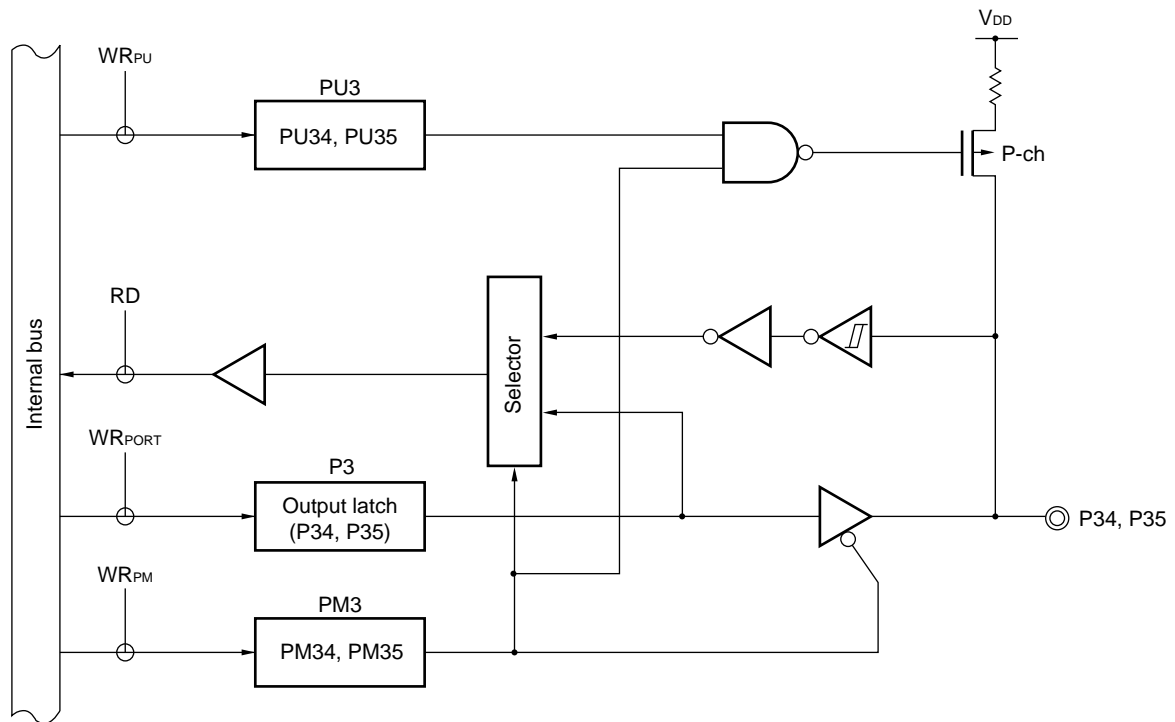 VDD
WRPU
PU3
PU34, PU35
P-ch
RD
Selector
Internal bus
WRPORT
P3
Output latch
(P34, P35)
P34, P35
WRPM
PM3
PM34, PM35